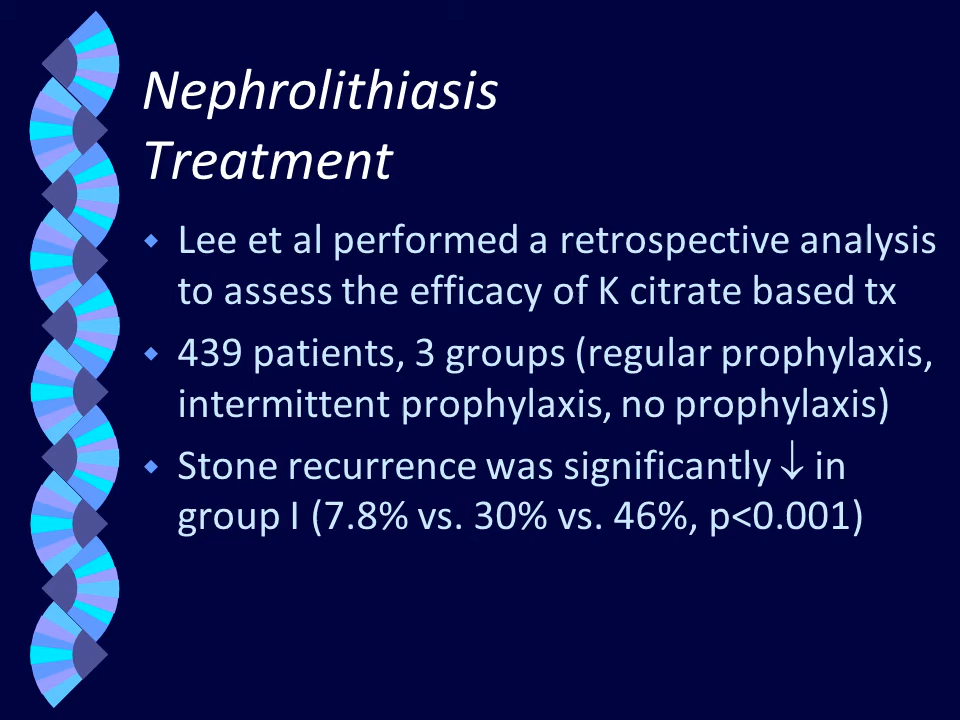 Nephrolithiasis
Treatment
Lee et al performed a retrospective analysis
to assess the efficacy of K citrate based tx
439 patients, 3 groups (regular prophylaxis,
intermittent prophylaxis, no prophylaxis)
Stone recurrence was significantly ↓ in
group I (7.8% vs. 30% vs. 46%, p<0.001)